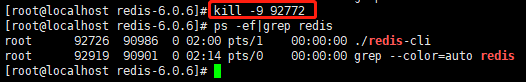 [root@localhost redis-6.0.6]# kill -9 92772
[root@localhost redis-6.0.6]# ps -ef|grep redis
root 92726 90986 0 02:00 pts/1 00:00:00 ./redis-cli
root 92919 90901 0 02:14 pts/0 00:00:00 grep --color=auto redis
[root@localhost redis-6.0.6]#